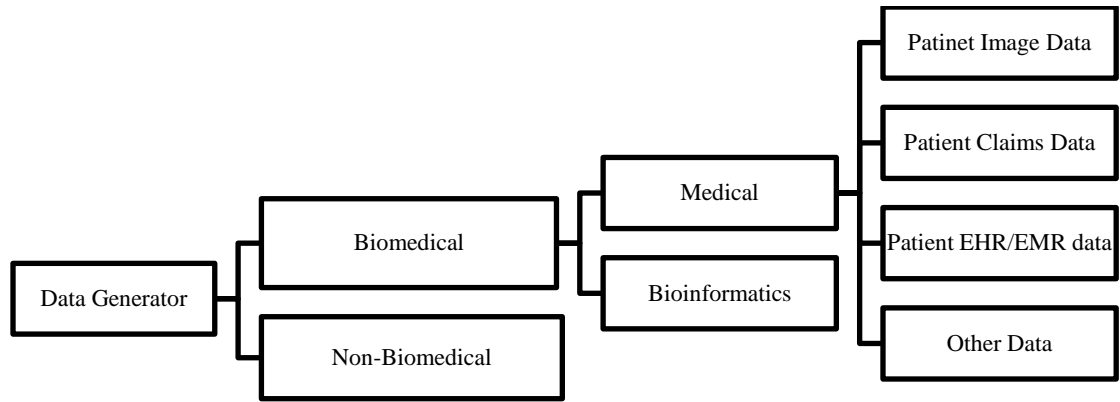 Data Generator
Biomedical
Non-Biomedical
Medical
Bioinformatics
Patinet Image Data
Patient Claims Data
Patient EHR/EMR data
Other Data